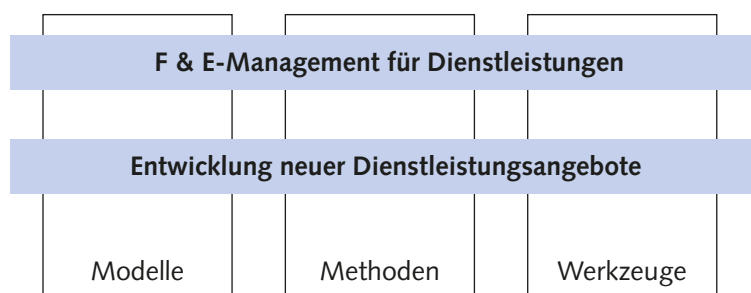 F & E-Management für Dienstleistungen
Entwicklung neuer Dienstleistungsangebote
Modelle Methoden Werkzeuge